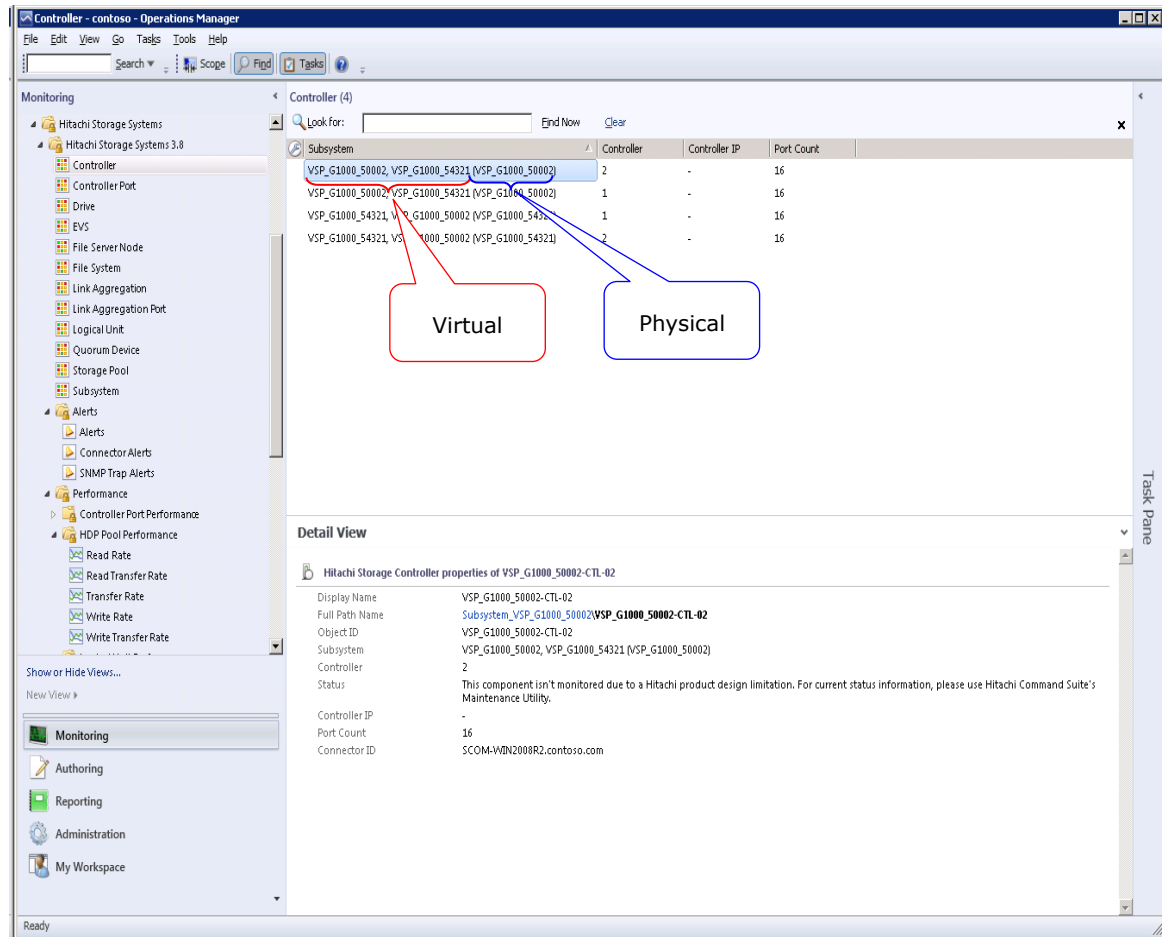 Controller - contoso - Operations Manager
File Edit View Go Tasks Tools Help
Search Scope Find Tasks
Monitoring
Hitachi Storage Systems
Hitachi Storage Systems 3.8
Controller
Controller Port
Drive
EVS
File Server Node
File System
Link Aggregation
Link Aggregation Port
Logical Unit
Quorum Device
Storage Pool
Subsystem
Alerts
Alerts
Connector Alerts
SNMP Trap Alerts
Performance
Controller Port Performance
HDP Pool Performance
Read Rate
Read Transfer Rate
Transfer Rate
Write Rate
Write Transfer Rate
Show or Hide Views...
New View
Monitoring
Authoring
Reporting
Administration
My Workspace
Controller (4)
Look for: Find Now Clear
Subsystem Controller Controller IP Port Count
VSP_G1000_50002, VSP_G1000_54321 (VSP_G1000_50002) 2 - 16
VSP_G1000_50002, VSP_G1000_54321 (VSP_G1000_50002) 1 - 16
VSP_G1000_54321, VSP_G1000_50002 (VSP_G1000_54321) 1 - 16
VSP_G1000_54321, VSP_G1000_50002 (VSP_G1000_54321) 2 - 16
Virtual
Physical
Detail View
Hitachi Storage Controller properties of VSP_G1000_50002-CTL-02
Display Name VSP_G1000_50002-CTL-02
Full Path Name Subsystem_VSP_G1000_50002\VSP_G1000_50002-CTL-02
Object ID VSP_G1000_50002-CTL-02
Subsystem VSP_G1000_50002, VSP_G1000_54321 (VSP_G1000_50002)
Controller 2
Status This component isn't monitored due to a Hitachi product design limitation. For current status information, please use Hitachi Command Suite's
Maintenance Utility.
Controller IP -
Port Count 16
Connector ID SCOM-WIN2008R2.contoso.com
Task Pane
Ready